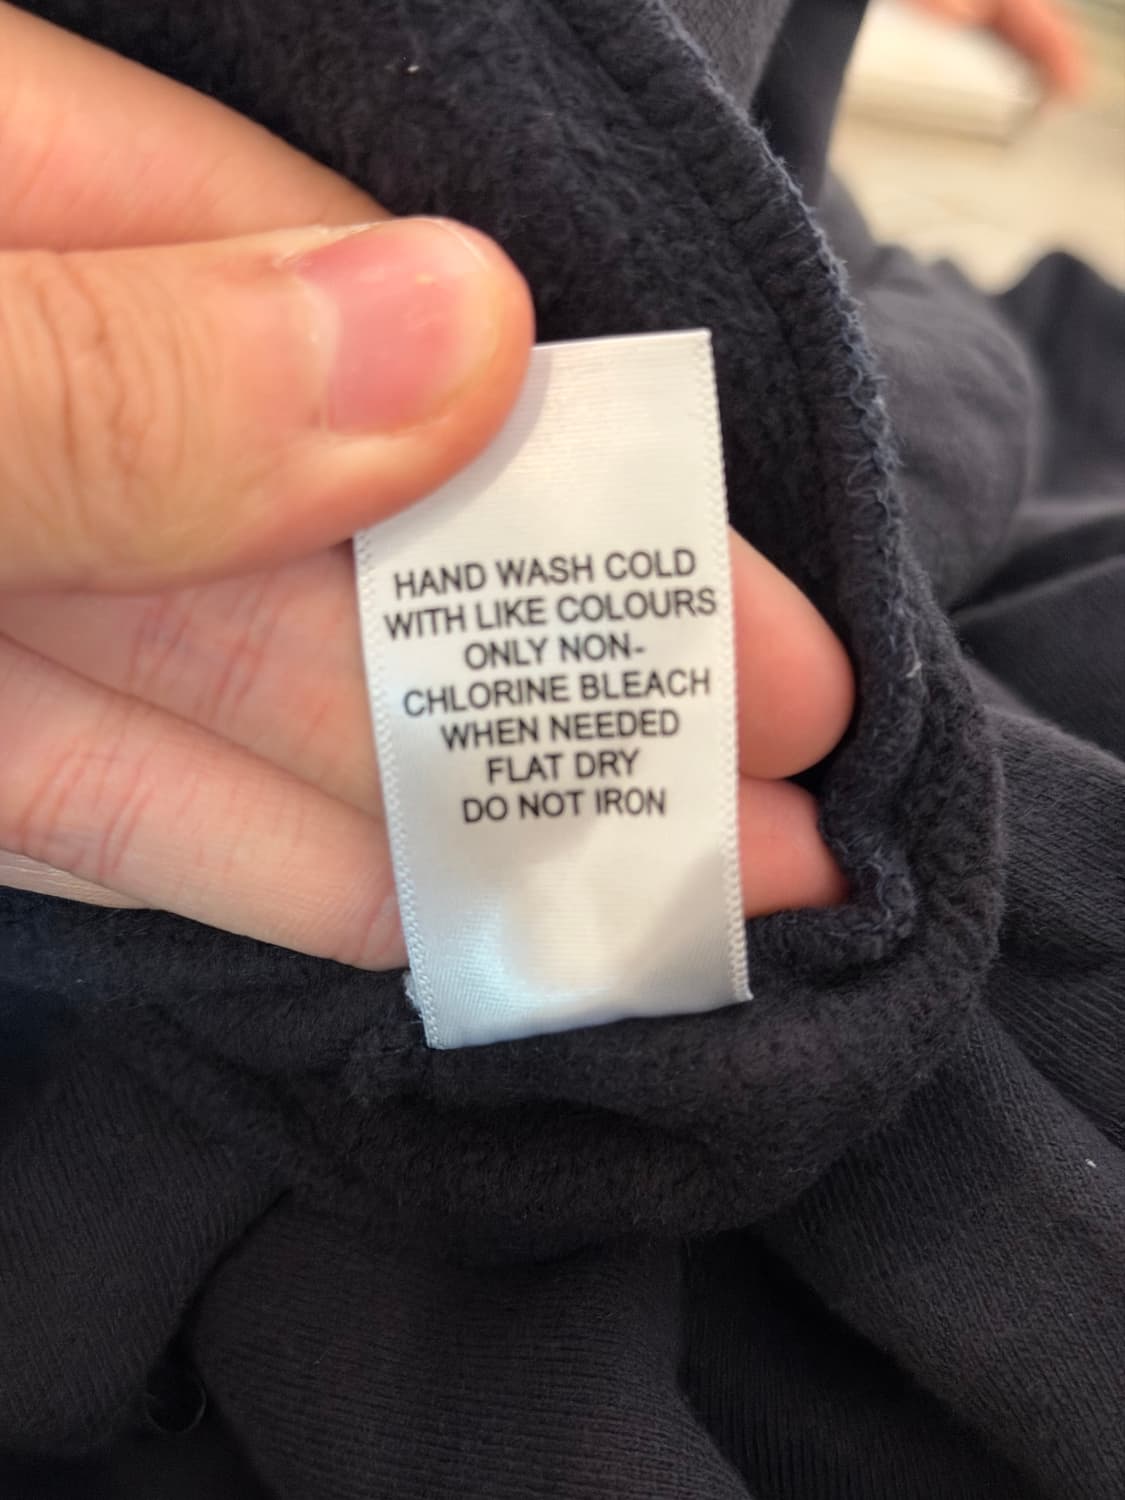 HAND WASH COLD
WITH LIKE COLOURS
ONLY NON-
CHLORINE BLEACH
WHEN NEEDED
FLAT DRY
DO NOT IRON